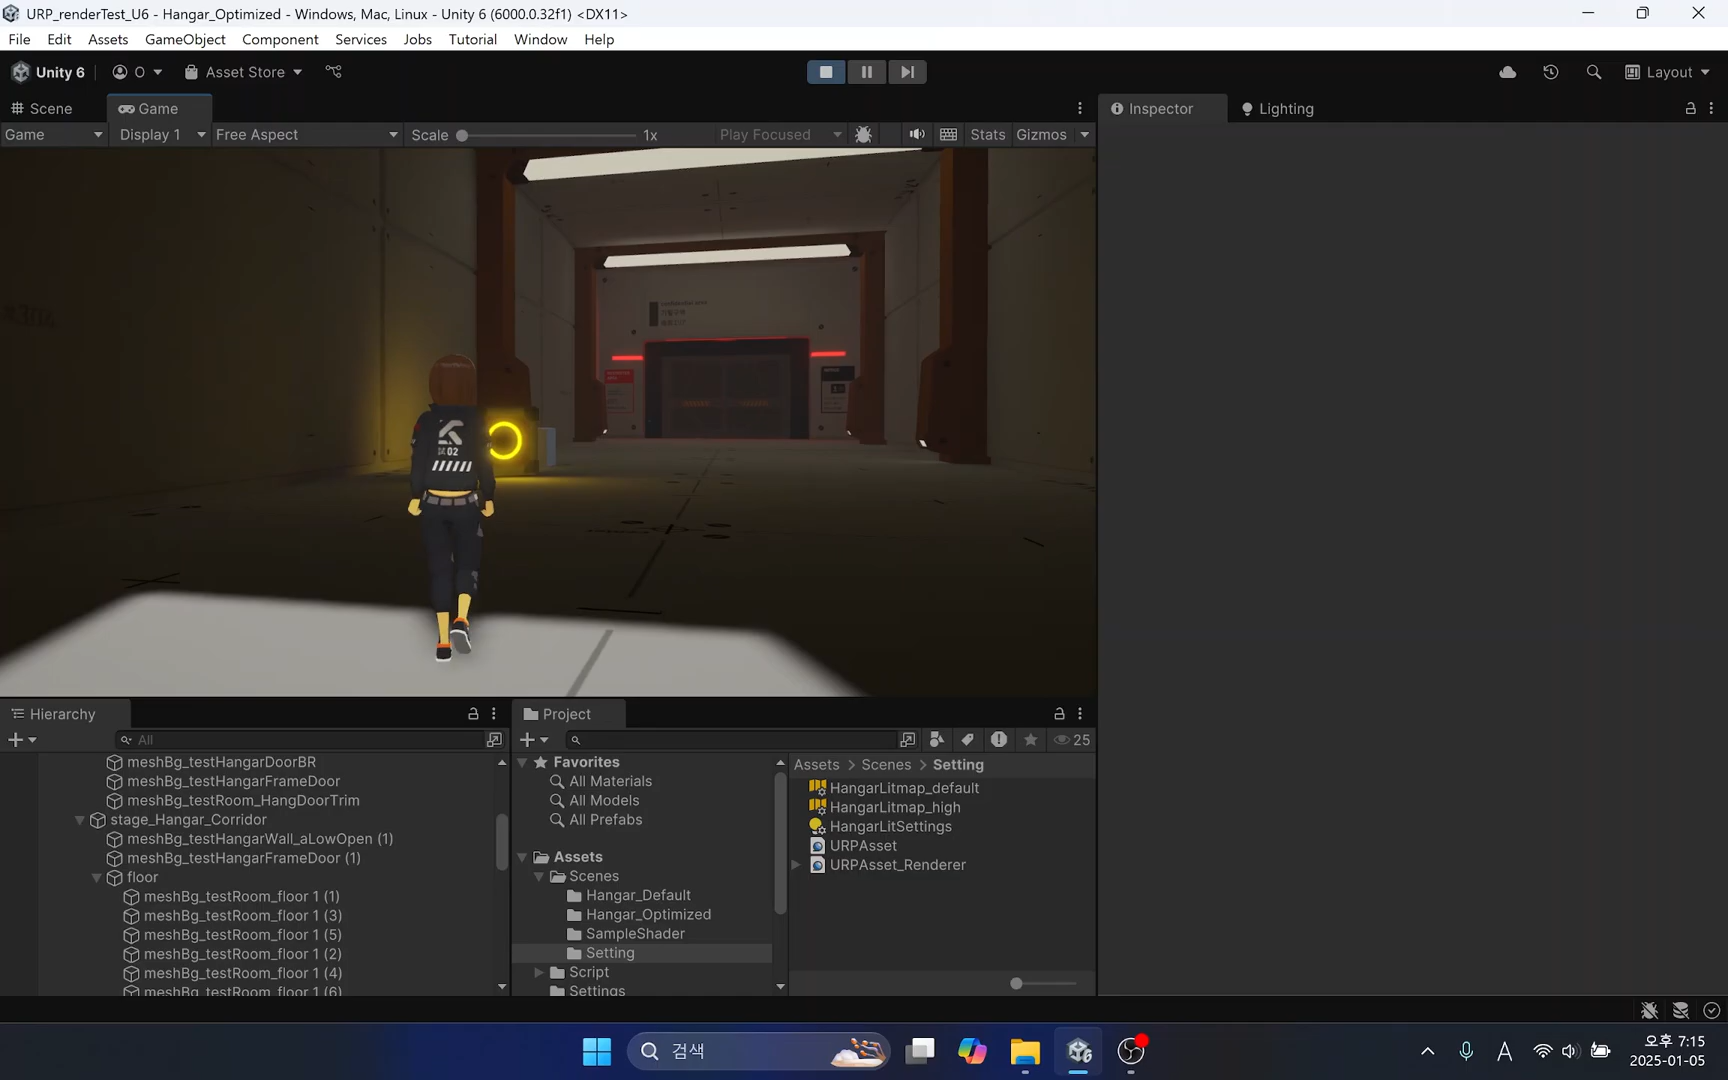 URP_renderTest_U6 - Hangar_Optimized - Windows, Mac, Linux - Unity 6 (6000.0.32f1) <DX11>
File Edit Assets GameObject Component Services Jobs Tutorial Window Help
Unity 6 O Asset Store Layout
Scene Game
Inspector Lighting
Game Display 1 Free Aspect Scale 1x Play Focused Stats Gizmos
02
Hierarchy
All
meshBg_testHangarDoorBR
meshBg_testHangarFrameDoor
meshBg_testRoom_HangDoorTrim
stage_Hangar_Corridor
meshBg_testHangarWall_aLowOpen (1)
meshBg_testHangarFrameDoor (1)
floor
meshBg_testRoom_floor 1 (1)
meshBg_testRoom_floor 1 (3)
meshBg_testRoom_floor 1 (5)
meshBg_testRoom_floor 1 (2)
meshBg_testRoom_floor 1 (4)
meshBg_testRoom_floor 1 (6)
Project
25
Favorites
All Materials
All Models
All Prefabs
Assets
Scenes
Hangar_Default
Hangar_Optimized
SampleShader
Setting
Script
Settings
Assets > Scenes > Setting
HangarLitmap_default
HangarLitmap_high
HangarLitSettings
URPAsset
URPAsset_Renderer
검색
A
오후 7:15
2025-01-05